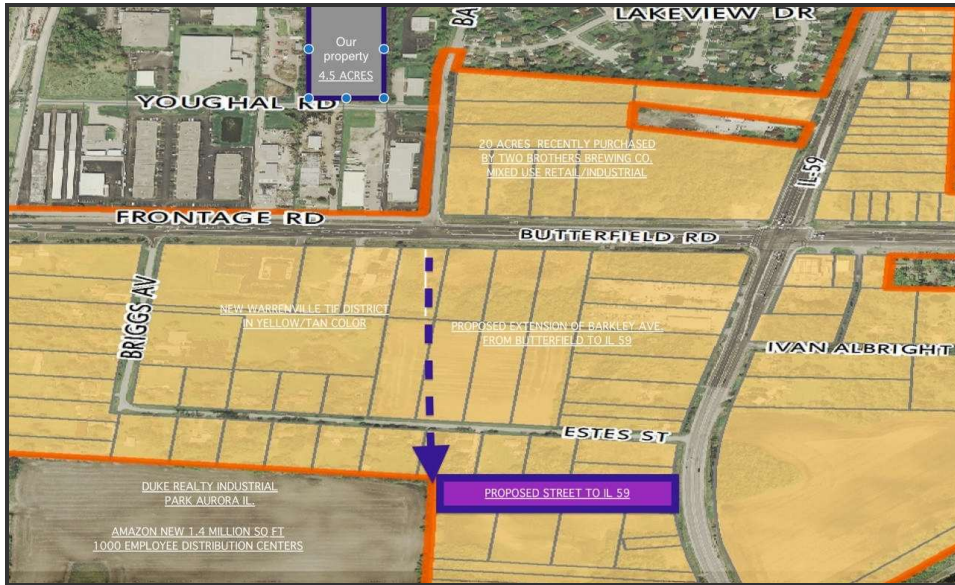 LAKEVIEW DR
BA
Our
property
4.5 ACRES
YOUGHAL RD
20 ACRES RECENTLY PURCHASED
BY TWO BROTHERS BREWING CO.
MIXED USE RETAIL/INDUSTRIAL
IL-59
FRONTAGE RD
BUTTERFIELD RD
BRIGGS AV
NEW WARRENVILLE TIF DISTRICT
IN YELLOW/TAN COLOR
PROPOSED EXTENSION OF BARKLEY AVE.
FROM BUTTERFIELD TO IL 59
IVAN ALBRIGHT
ESTES ST
DUKE REALTY INDUSTRIAL
PARK AURORA IL.
AMAZON NEW 1.4 MILLION SQ FT
1000 EMPLOYEE DISTRIBUTION CENTERS
PROPOSED STREET TO IL 59